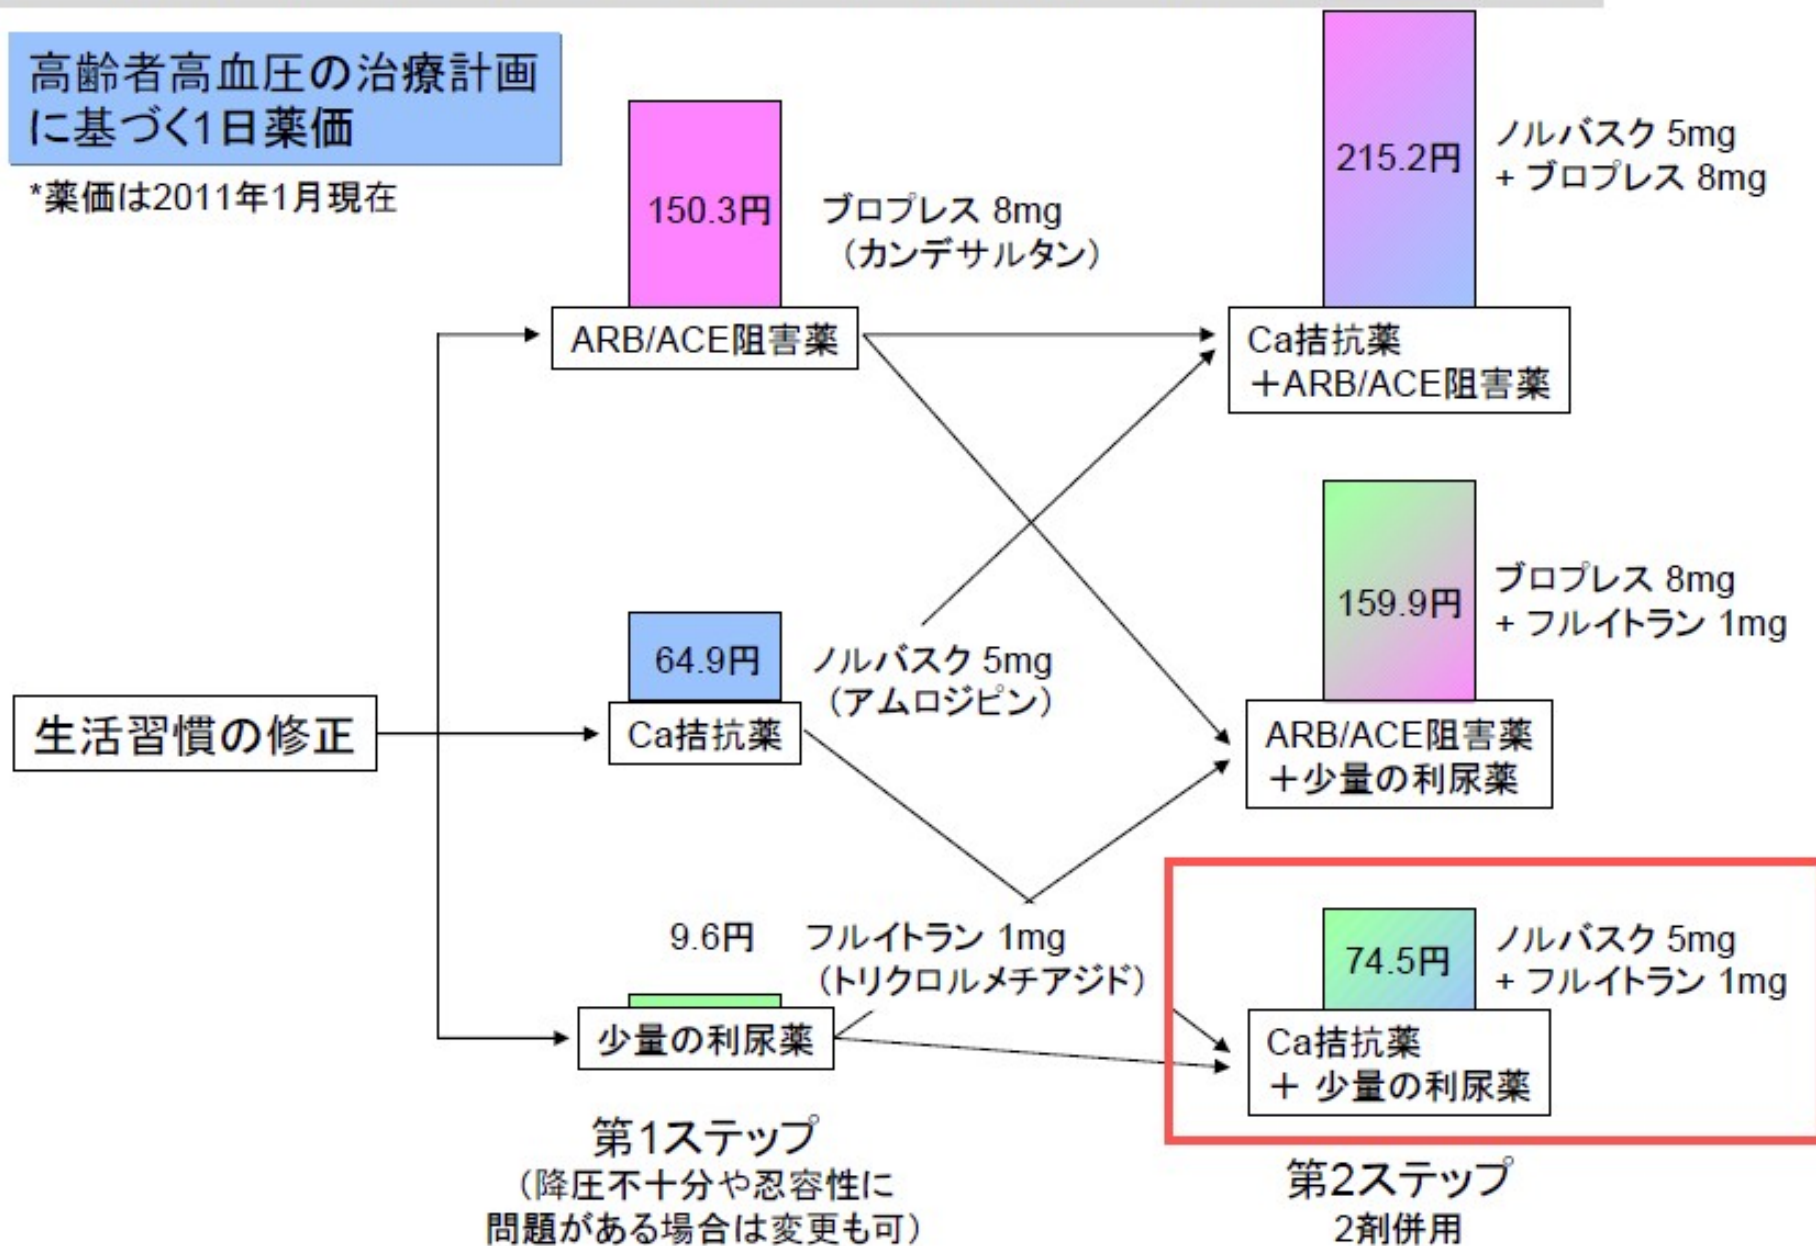 高齢者高血圧の治療計画
に基づく1日薬価
*薬価は2011年1月現在
150.3円
ブロプレス 8mg
（カンデサルタン）
ARB/ACE阻害薬
215.2円
ノルバスク 5mg
+ ブロプレス 8mg
Ca拮抗薬
＋ARB/ACE阻害薬
生活習慣の修正
64.9円
ノルバスク 5mg
（アムロジピン）
Ca拮抗薬
159.9円
ブロプレス 8mg
+ フルイトラン 1mg
ARB/ACE阻害薬
＋少量の利尿薬
9.6円
フルイトラン 1mg
（トリクロルメチアジド）
少量の利尿薬
74.5円
ノルバスク 5mg
+ フルイトラン 1mg
Ca拮抗薬
＋ 少量の利尿薬
第1ステップ
（降圧不十分や忍容性に
問題がある場合は変更も可）
第2ステップ
2剤併用